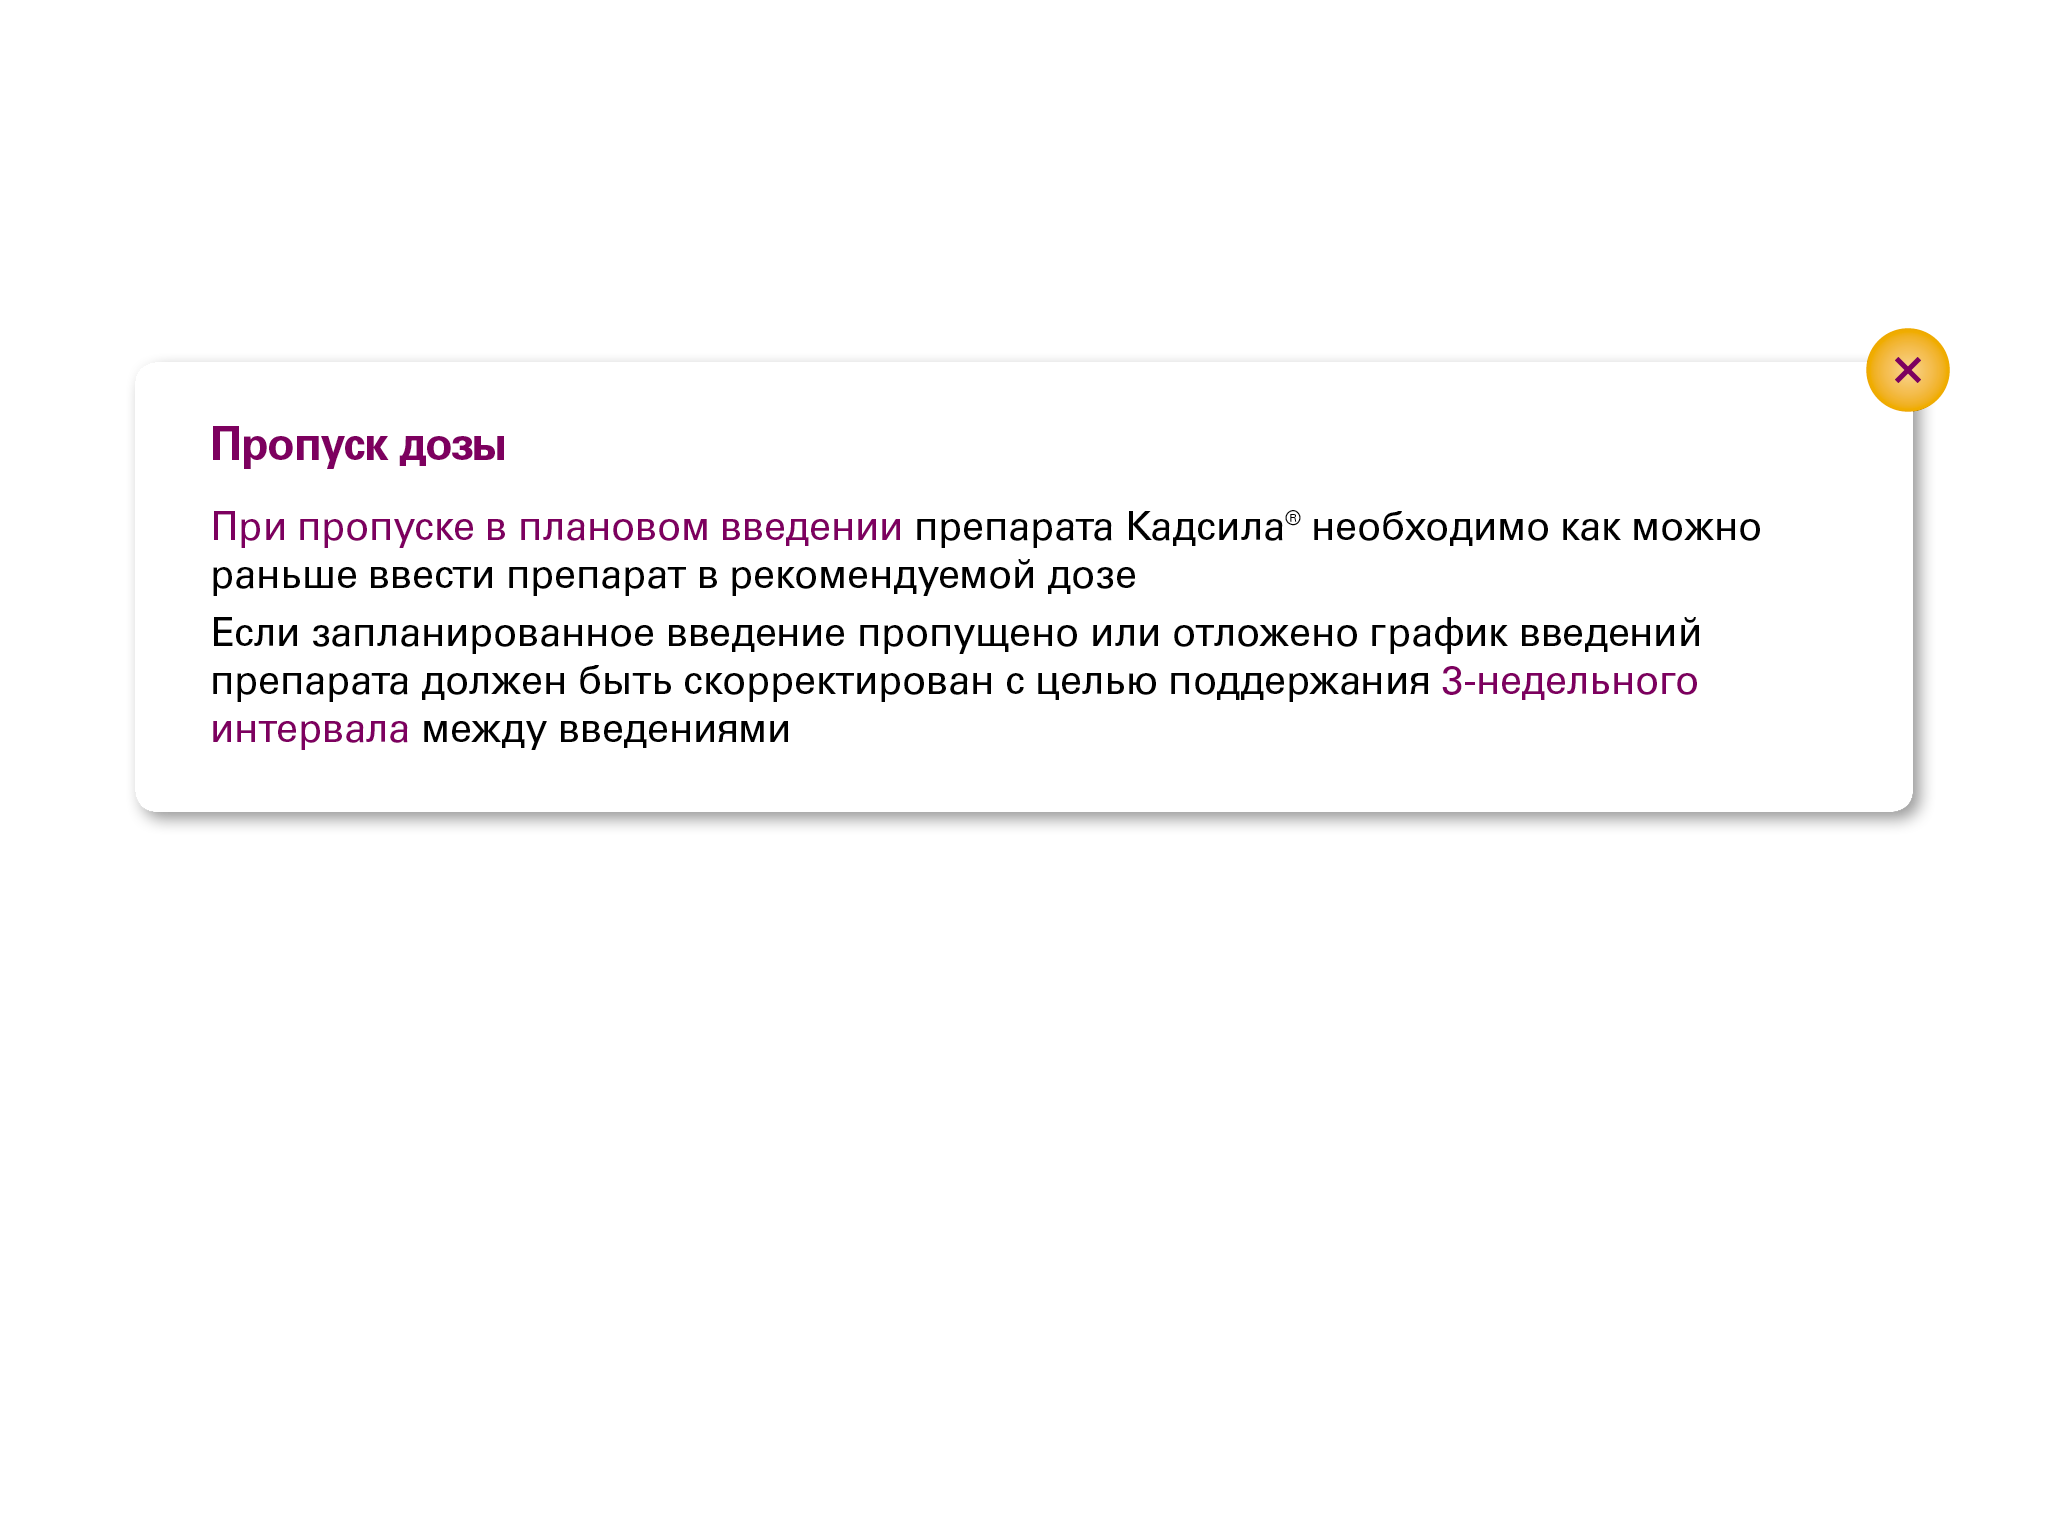 Пропуск дозы
При пропуске в плановом введении препарата Кадсила® необходимо как можно
раньше ввести препарат в рекомендуемой дозе
Если запланированное введение пропущено или отложено график введений
препарата должен быть скорректирован с целью поддержания 3-недельного
интервала между введениями